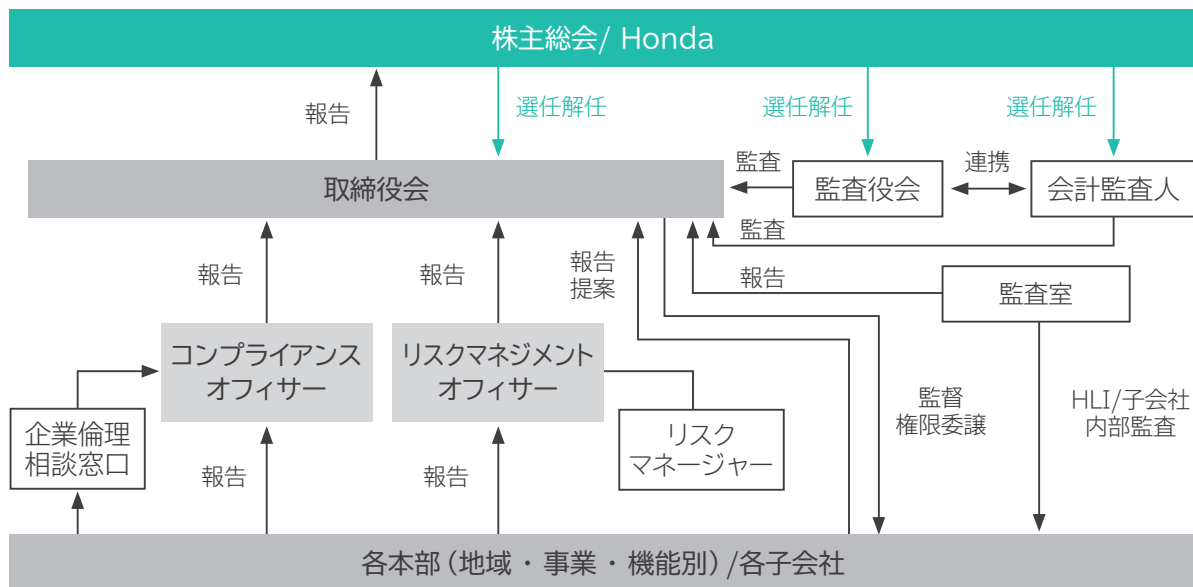 株主総会/ Honda
報告
選任解任
選任解任
選任解任
取締役会
監査
監査役会
連携
会計監査人
監査
報告
報告
報告
提案
報告
監査室
コンプライアンス
オフィサー
リスクマネジメント
オフィサー
企業倫理
相談窓口
リスク
マネージャー
監督
権限委譲
HLI/子会社
内部監査
報告
報告
各本部（地域・事業・機能別）/各子会社